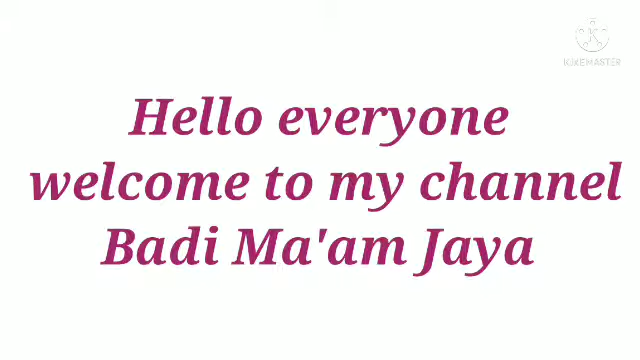 KINEMASTER
Hello everyone
welcome to my channel
Badi Ma'am Jaya